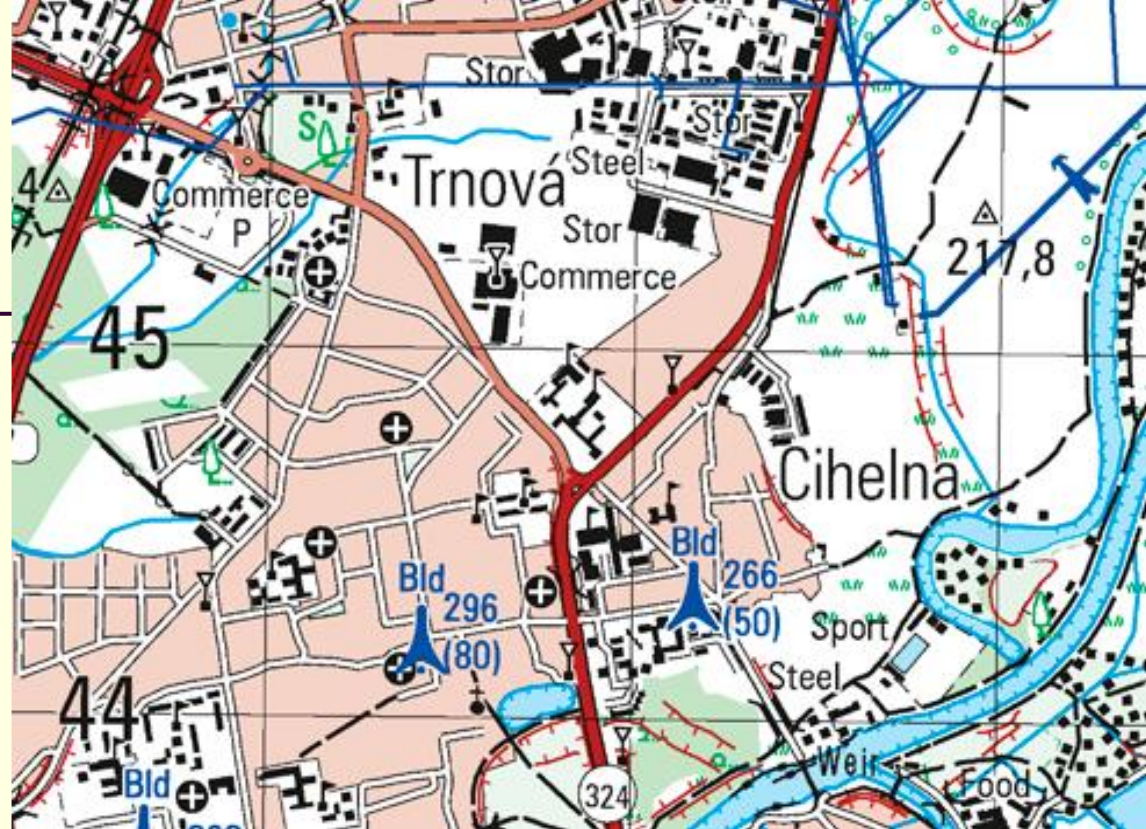 Stor
Stor
S
Trnová
Steel
4
Commerce
P
Stor
217,8
Commerce
45
Cihelna
Bld
266
(50)
Bld
296
(80)
Sport
Steel
44
Weir
Food
Bld
324